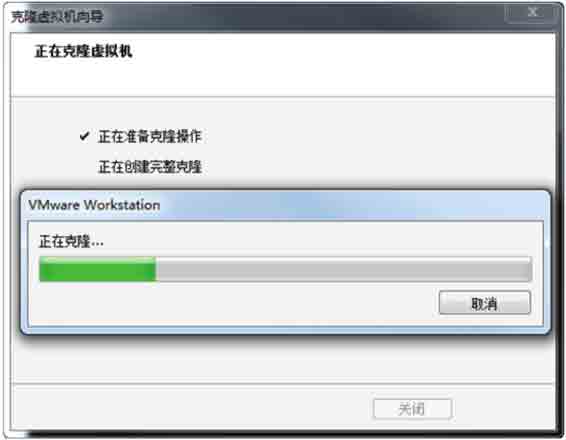 克隆虚拟机向导
正在克隆虚拟机
✔ 正在准备克隆操作
正在创建完整克隆
VMware Workstation
正在克隆...
取消
关闭